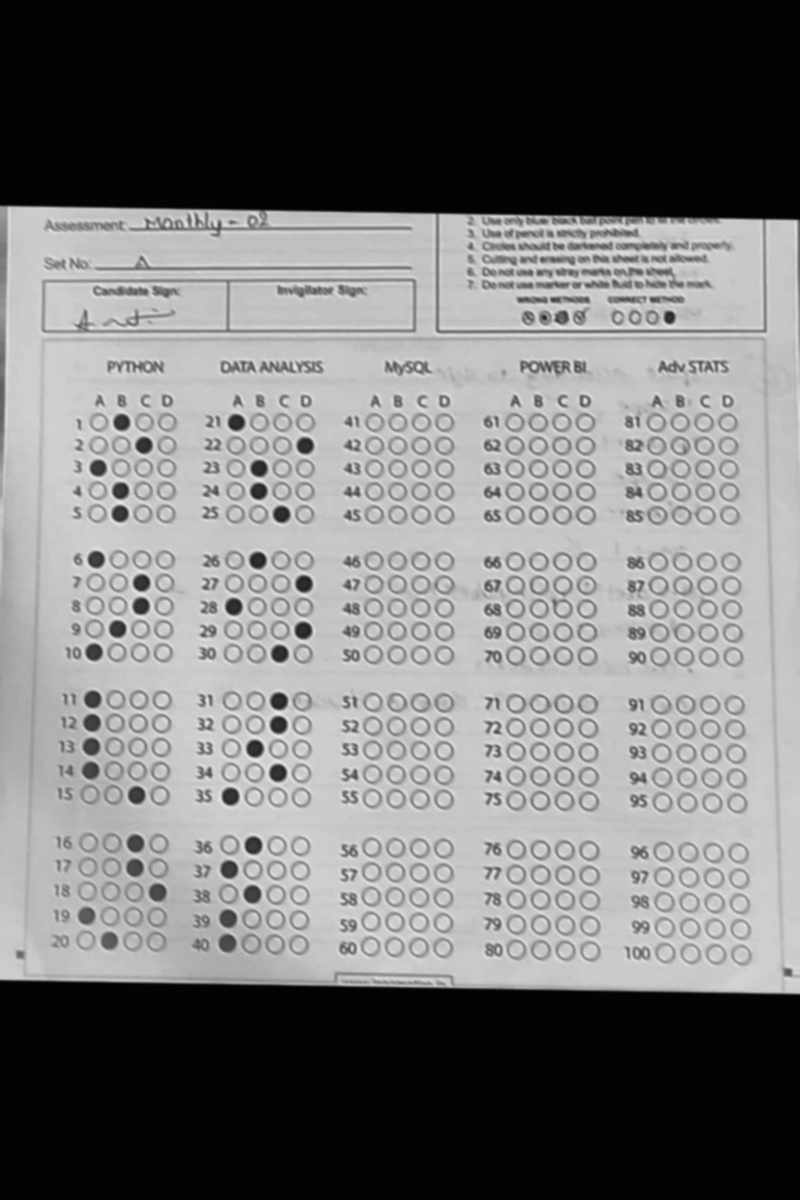 Assessment: Monthly - 02
Set No: A
Candidate Sign:
Invigilator Sign:
2. Use only blue/ black ball point pen to fill the circles.
3. Use of pencil is strictly prohibited.
4. Circles should be darkened completely and properly.
5. Cutting and erasing on this sheet is not allowed.
6. Do not use any stray marks on the sheet.
7. Do not use marker or white fluid to hide the mark.
WRONG METHODS CORRECT METHOD
PYTHON DATA ANALYSIS MySQL POWER BI Adv STATS
A B C D A B C D A B C D A B C D A B C D
1 21 41 61 81
2 22 42 62 82
3 23 43 63 83
4 24 44 64 84
5 25 45 65 85
6 26 46 66 86
7 27 47 67 87
8 28 48 68 88
9 29 49 69 89
10 30 50 70 90
11 31 51 71 91
12 32 52 72 92
13 33 53 73 93
14 34 54 74 94
15 35 55 75 95
16 36 56 76 96
17 37 57 77 97
18 38 58 78 98
19 39 59 79 99
20 40 60 80 100